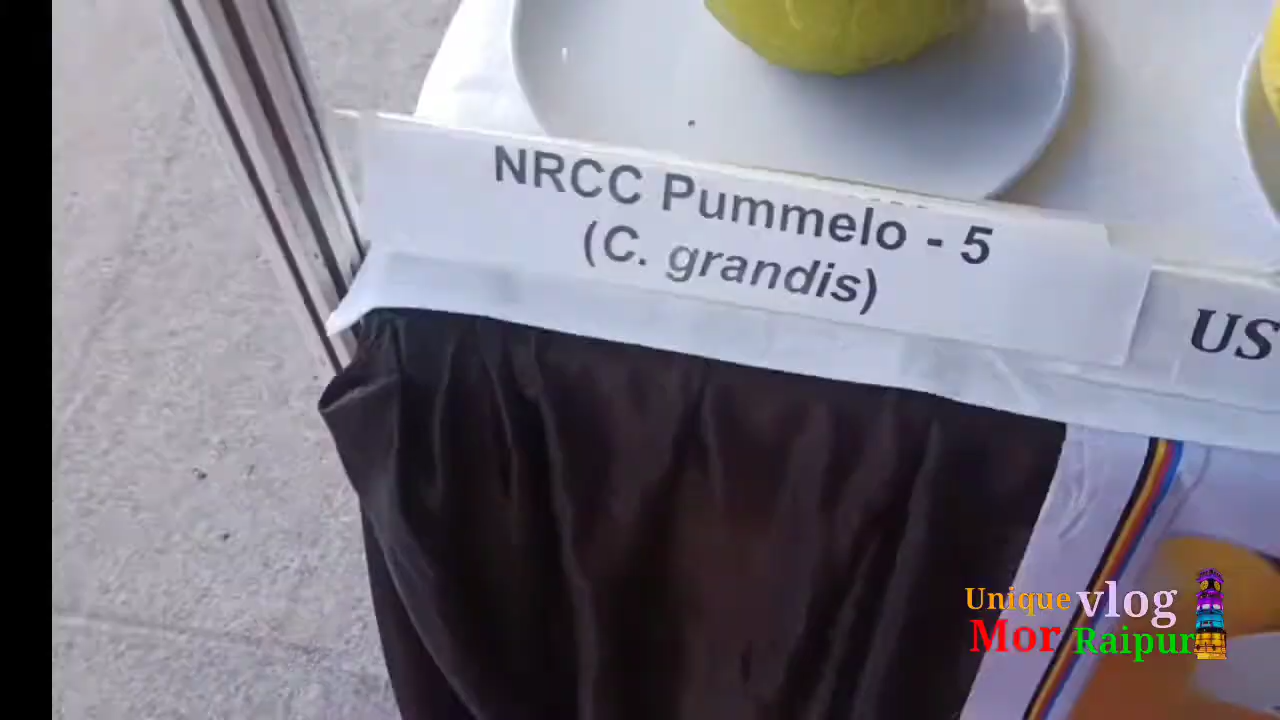 NRCC Pummelo - 5
(C. grandis)
US
Unique vlog
Mor Raipur